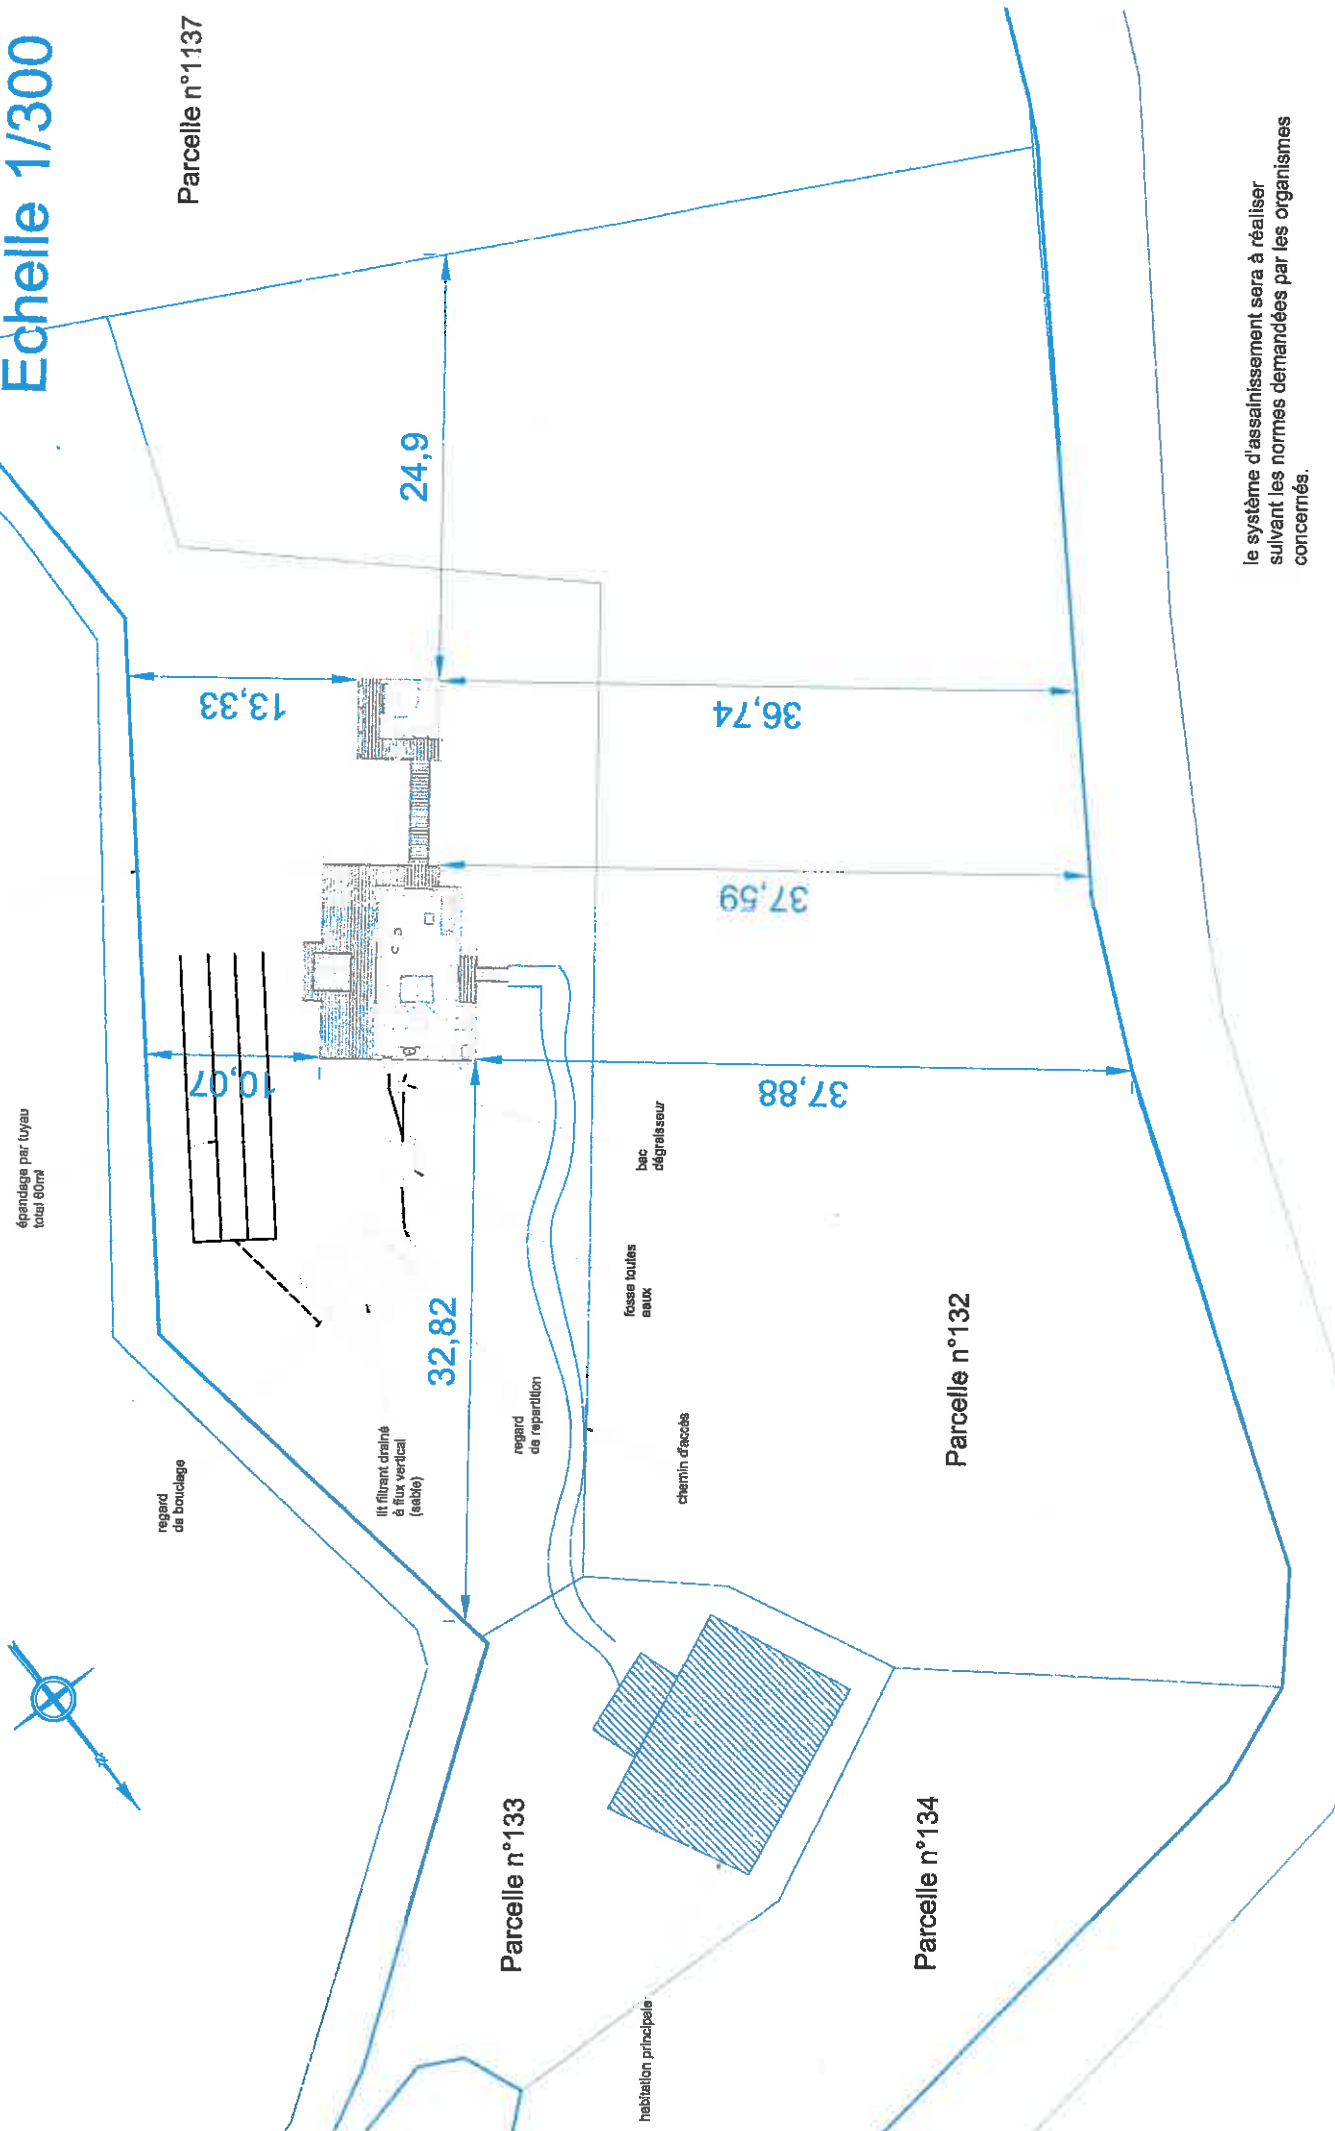 Echelle 1/300
Parcelle n°1137
24,9
13,33
36,74
37,59
10,07
37,88
32,82
épandage par tuyau
total 60ml
regard
de bouclage
lit filtrant drainé
à flux vertical
(sable)
regard
de repartition
bac
dégraisseur
fosse toutes
eaux
chemin d'accès
Parcelle n°132
Parcelle n°133
Parcelle n°134
habitation principale
le système d'assainissement sera à réaliser
suivant les normes demandées par les organismes
concernés.
N